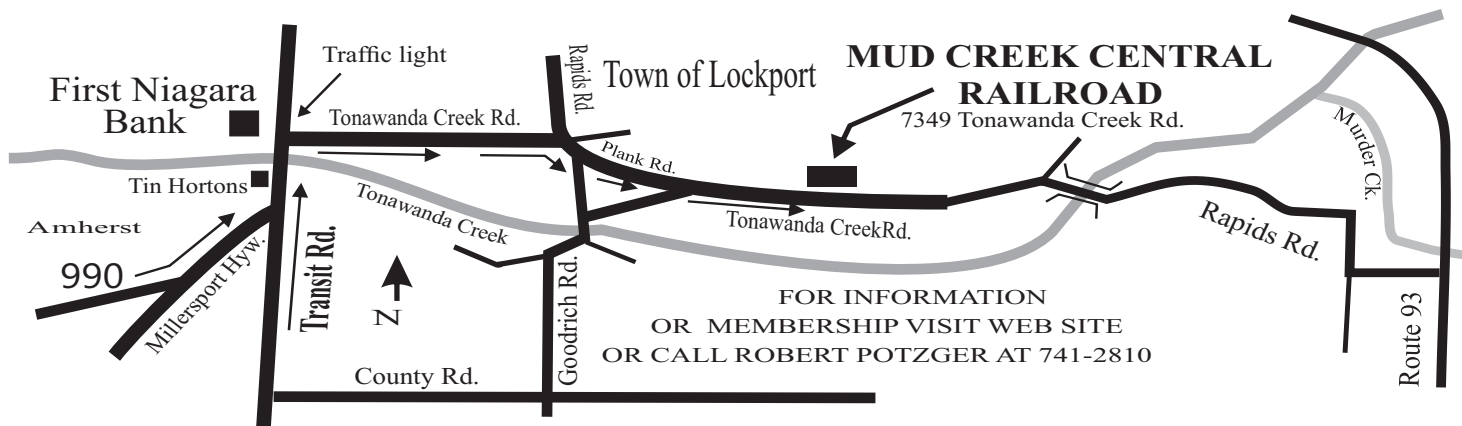 Traffic light
First Niagara
Bank
Tonawanda Creek Rd.
Rapids Rd.
Town of Lockport
MUD CREEK CENTRAL
RAILROAD
7349 Tonawanda Creek Rd.
Murder Ck.
Tin Hortons
Plank Rd.
Tonawanda Creek
Tonawanda CreekRd.
Rapids Rd.
Amherst
990
Millersport Hyw.
Transit Rd.
N
Goodrich Rd.
FOR INFORMATION
OR MEMBERSHIP VISIT WEB SITE
OR CALL ROBERT POTZGER AT 741-2810
County Rd.
Route 93